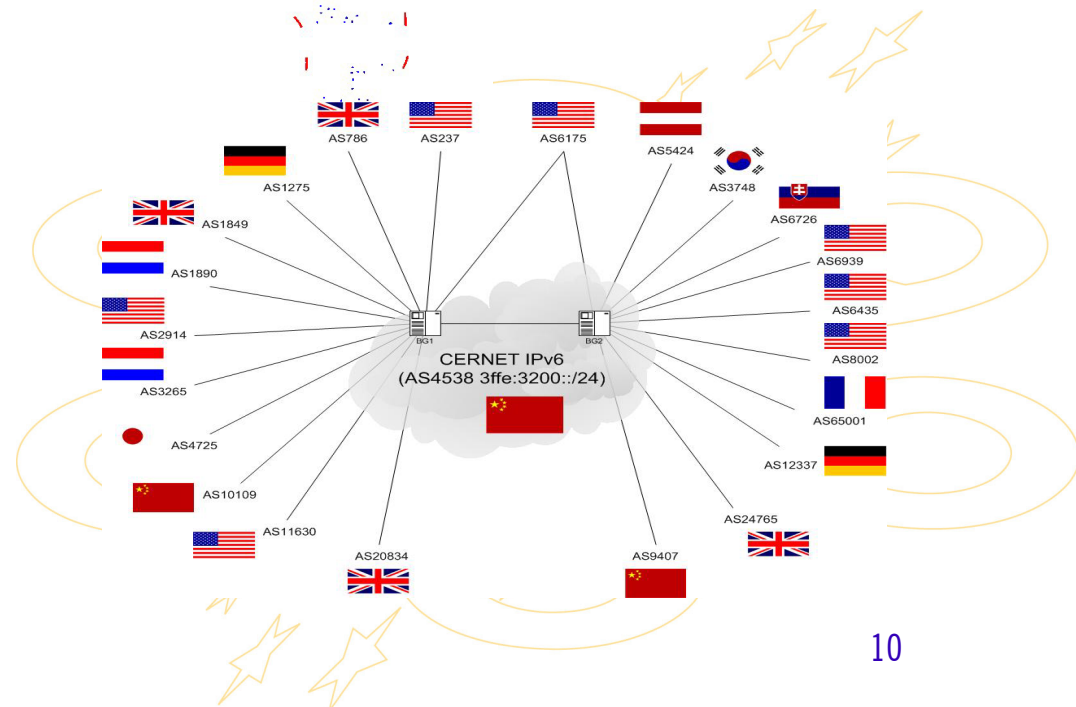 AS786
AS237
AS6175
AS5424
AS1275
AS3748
AS1849
AS6726
AS1890
AS6939
AS2914
AS6435
BG1
BG2
AS8002
CERNET IPv6
(AS4538 3ffe:3200::/24)
AS3265
AS65001
AS4725
AS12337
AS10109
AS11630
AS24765
AS20834
AS9407
10